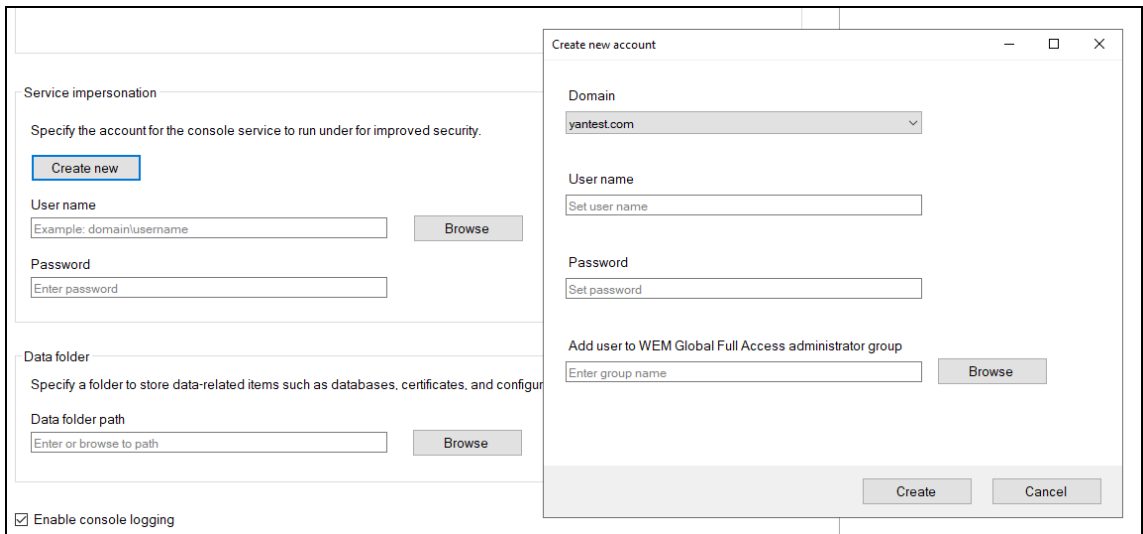 Service impersonation
Specify the account for the console service to run under for improved security.
Create new
User name
Example: domain\username
Browse
Password
Enter password
Data folder
Specify a folder to store data-related items such as databases, certificates, and configur
Data folder path
Enter or browse to path
Browse
Enable console logging
Create new account
Domain
yantest.com
User name
Set user name
Password
Set password
Add user to WEM Global Full Access administrator group
Enter group name
Browse
Create
Cancel